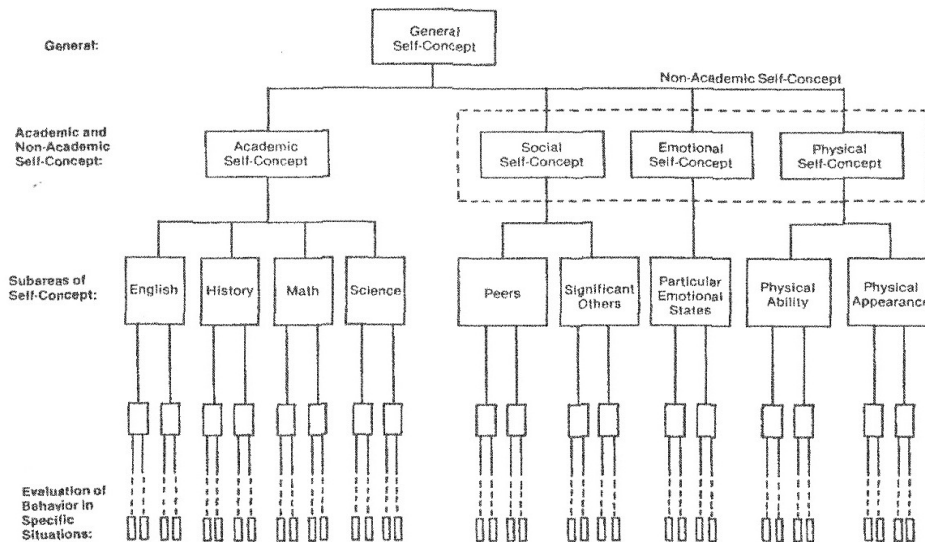 General:
General
Self-Concept
Non-Academic Self-Concept
Academic and
Non-Academic
Self-Concept:
Academic
Self-Concept
Social
Self-Concept
Emotional
Self-Concept
Physical
Self-Concept
Subareas of
Self-Concept:
English
History
Math
Science
Peers
Significant
Others
Particular
Emotional
States
Physical
Ability
Physical
Appearance
Evaluation of
Behavior in
Specific
Situations: